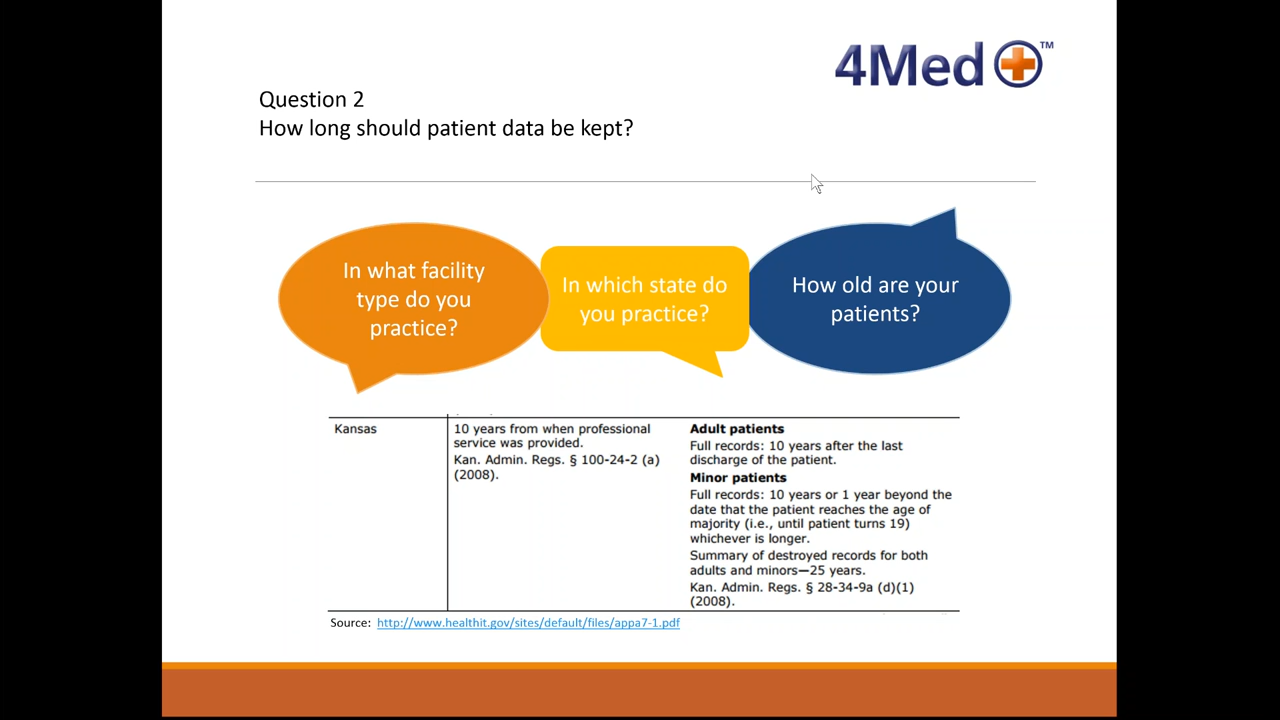 4Med
TM
Question 2
How long should patient data be kept?
In what facility
type do you
practice?
In which state do
you practice?
How old are your
patients?
Kansas
10 years from when professional
service was provided.
Kan. Admin. Regs. § 100-24-2 (a)
(2008).
Adult patients
Full records: 10 years after the last
discharge of the patient.
Minor patients
Full records: 10 years or 1 year beyond the
date that the patient reaches the age of
majority (i.e., until patient turns 19)
whichever is longer.
Summary of destroyed records for both
adults and minors—25 years.
Kan. Admin. Regs. § 28-34-9a (d)(1)
(2008).
Source: http://www.healthit.gov/sites/default/files/appa7-1.pdf